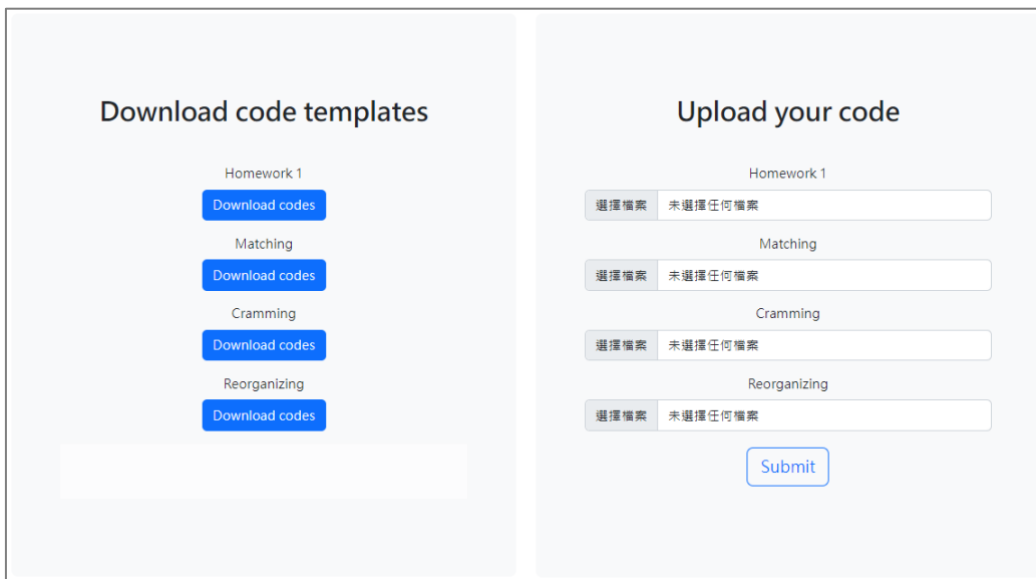 Download code templates
Homework 1
Download codes
Matching
Download codes
Cramming
Download codes
Reorganizing
Download codes
Upload your code
Homework 1
選擇檔案 未選擇任何檔案
Matching
選擇檔案 未選擇任何檔案
Cramming
選擇檔案 未選擇任何檔案
Reorganizing
選擇檔案 未選擇任何檔案
Submit